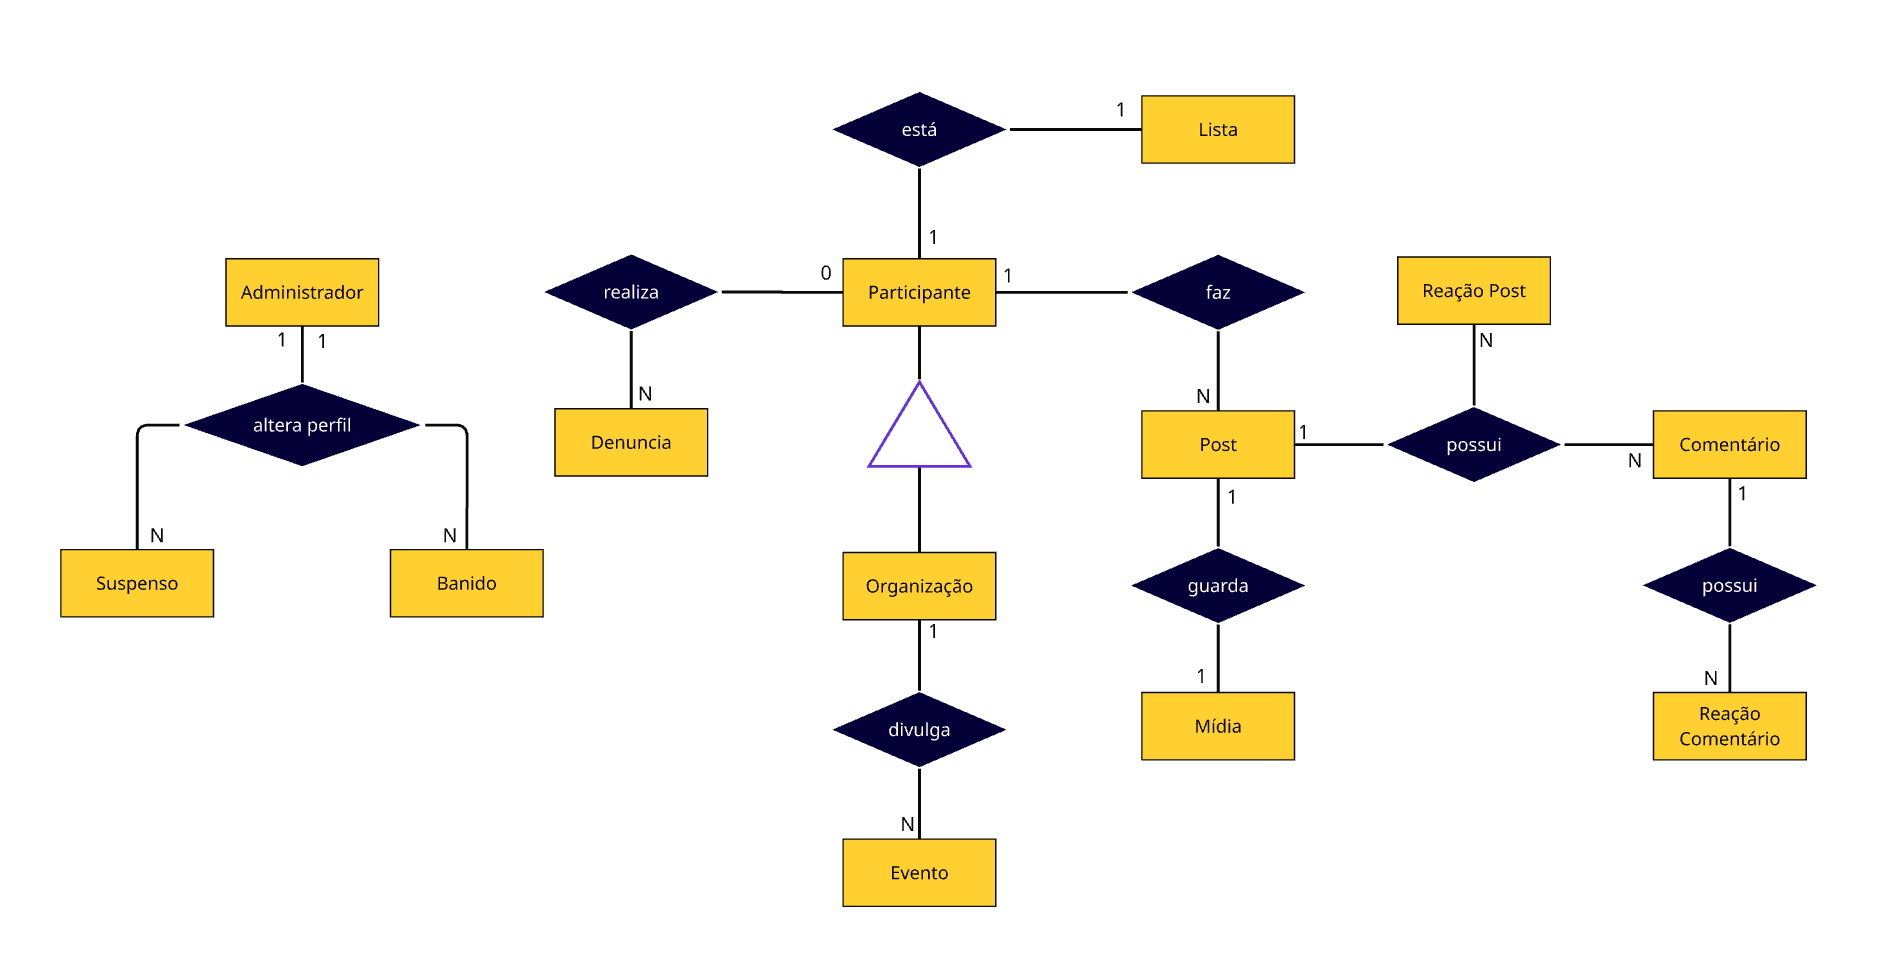 está
1
Lista
1
Administrador
realiza
0
Participante
1
faz
Reação Post
1
1
N
altera perfil
N
Denuncia
N
Post
1
possui
N
Comentário
1
1
N
N
Suspenso
Banido
Organização
1
guarda
possui
1
N
divulga
Mídia
Reação
Comentário
N
Evento